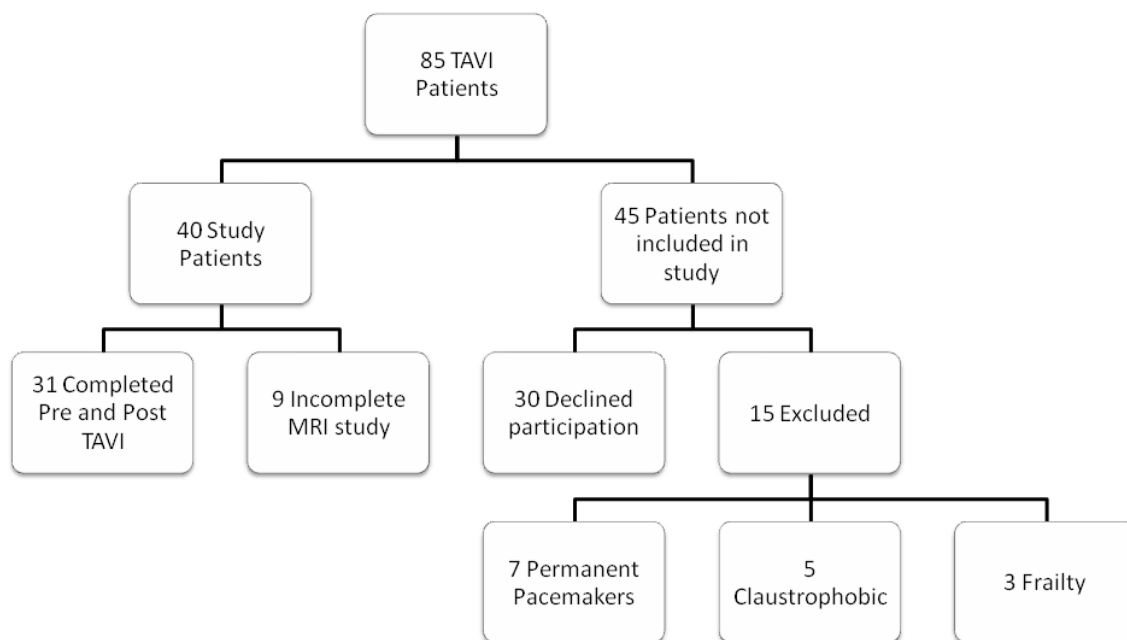 85 TAVI
Patients
40 Study
Patients
45 Patients not
included in
study
31 Completed
Pre and Post
TAVI
9 Incomplete
MRI study
30 Declined
participation
15 Excluded
7 Permanent
Pacemakers
5
Claustrophobic
3 Frailty